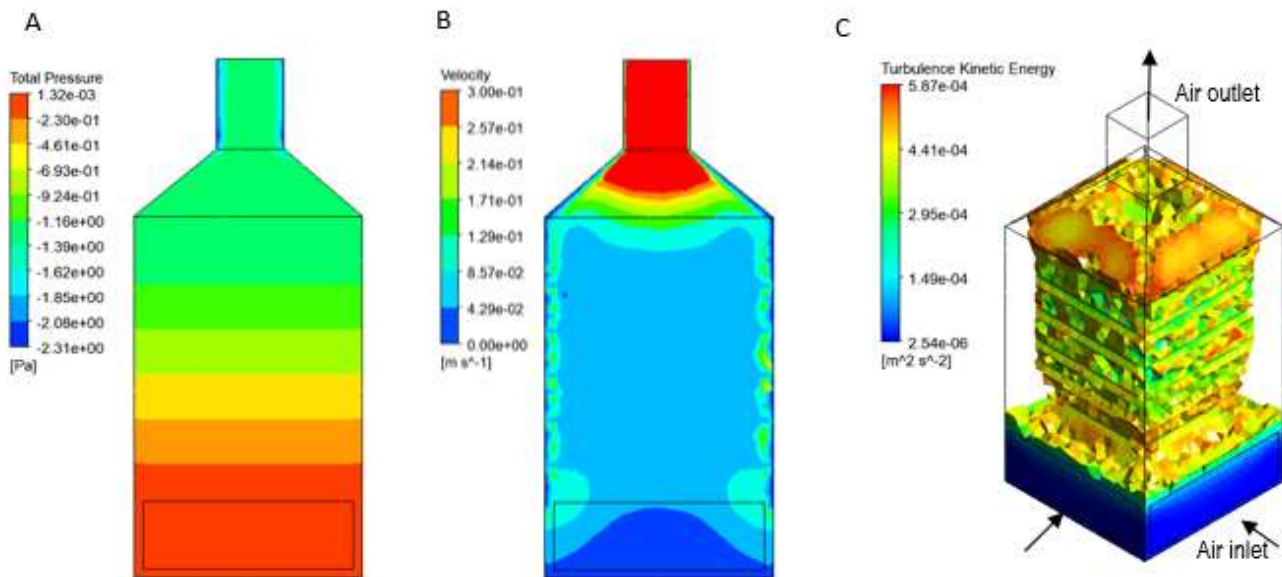 A
B
C
Total Pressure
1.32e-03
-2.30e-01
-4.61e-01
-6.93e-01
-9.24e-01
-1.16e+00
-1.39e+00
-1.62e+00
-1.85e+00
-2.08e+00
-2.31e+00
[Pa]
Velocity
3.00e-01
2.57e-01
2.14e-01
1.71e-01
1.29e-01
8.57e-02
4.29e-02
0.00e+00
[m s^-1]
Turbulence Kinetic Energy
5.87e-04
4.41e-04
2.95e-04
1.49e-04
2.54e-06
[m^2 s^-2]
Air outlet
Air inlet